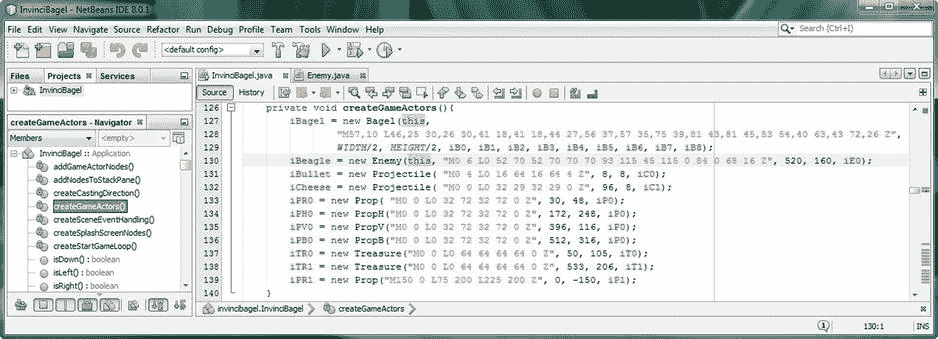 InvinciBagel - NetBeans IDE 8.0.1
File Edit View Navigate Source Refactor Run Debug Profile Team Tools Window Help
Search (Ctrl+I)
<default config>
Files Projects Services
InvinciBagel
InvinciBagel.java Enemy.java
Source History
createGameActors - Navigator
Members <empty>
InvinciBagel :: Application
addGameActorNodes()
addNodesToStackPane()
createCastingDirection()
createGameActors()
createSceneEventHandling()
createSplashScreenNodes()
createStartGameLoop()
isDown()
isLeft()
isRight()
126 private void createGameActors(){
127 iBagel = new Bagel(this,
128 "M57,10 L46,25 30,26 30,41 18,41 18,44 27,56 37,57 35,75 39,81 43,81 45,53 54,40 63,43 72,26 Z",
129 WIDTH/2, HEIGHT/2, iB0, iB1, iB2, iB3, iB4, iB5, iB6, iB7, iB8);
130 iBeagle = new Enemy(this, "M0 6 L0 52 70 52 70 70 70 93 115 45 115 0 84 0 68 16 Z", 520, 160, iE0);
131 iBullet = new Projectile( "M0 4 L0 16 64 16 64 4 Z", 8, 8, iC0);
132 iCheese = new Projectile( "M0 0 L0 32 29 32 29 0 Z", 96, 8, iC1);
133 iPR0 = new Prop( "M0 0 L0 32 72 32 72 0 Z", 30, 48, iP0);
134 iPH0 = new PropH("M0 0 L0 32 72 32 72 0 Z", 172, 248, iP0);
135 iPV0 = new PropV("M0 0 L0 32 72 32 72 0 Z", 396, 116, iP0);
136 iPB0 = new PropB("M0 0 L0 32 72 32 72 0 Z", 512, 316, iP0);
137 iTR0 = new Treasure("M0 0 L0 64 64 64 64 0 Z", 50, 105, iT0);
138 iTR1 = new Treasure("M0 0 L0 64 64 64 64 0 Z", 533, 206, iT1);
139 iPR1 = new Prop("M150 0 L75 200 L225 200 Z", 0, -150, iP1);
140 }
invincibagel.InvinciBagel createGameActors
1 130:1 INS